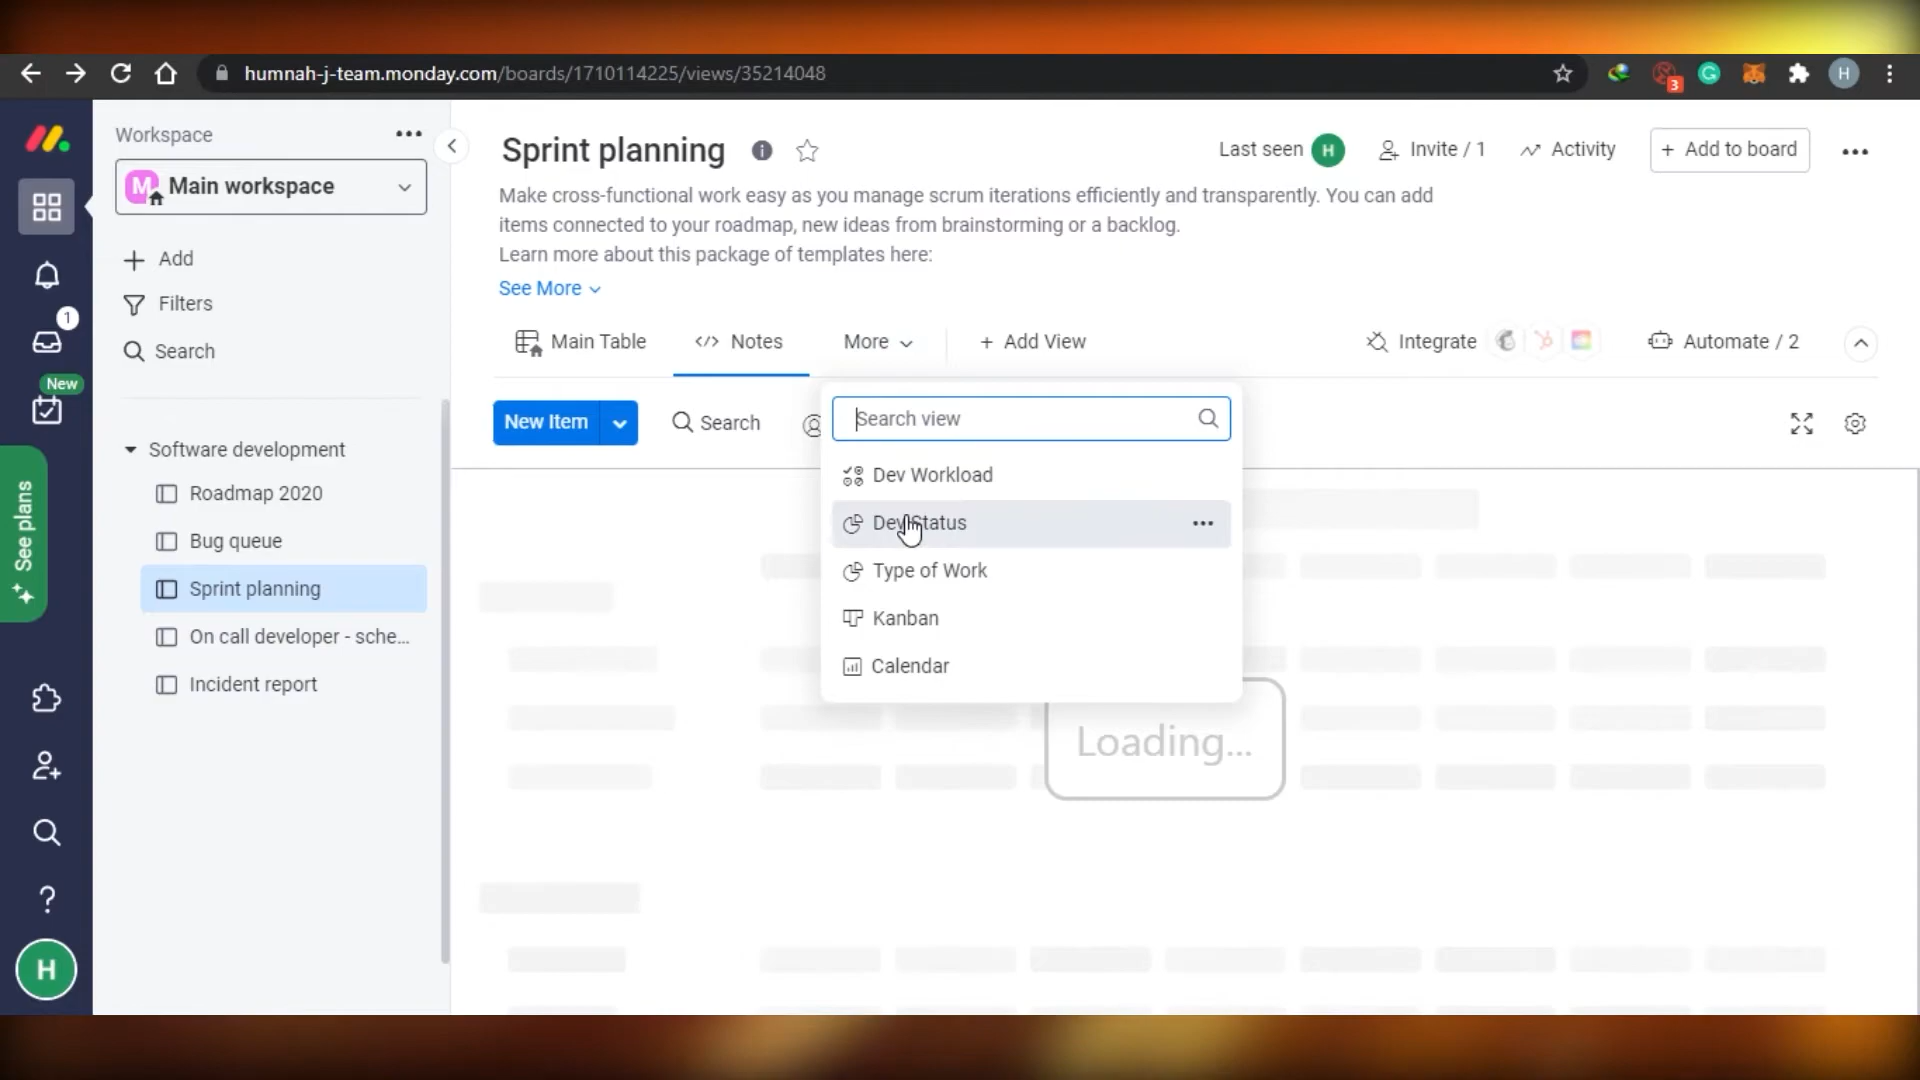 humnah-j-team.monday.com/boards/1710114225/views/35214048
3
H
Workspace
M
Main workspace
Add
Filters
Search
1
New
See plans
Software development
Roadmap 2020
Bug queue
Sprint planning
On call developer - sche...
Incident report
H
Sprint planning
Last seen
H
Invite / 1
Activity
+ Add to board
Make cross-functional work easy as you manage scrum iterations efficiently and transparently. You can add
items connected to your roadmap, new ideas from brainstorming or a backlog.
Learn more about this package of templates here:
See More
Main Table
Notes
More
+ Add View
Integrate
Automate / 2
New Item
Search
Search view
Dev Workload
Dev Status
Type of Work
Kanban
Calendar
Loading...